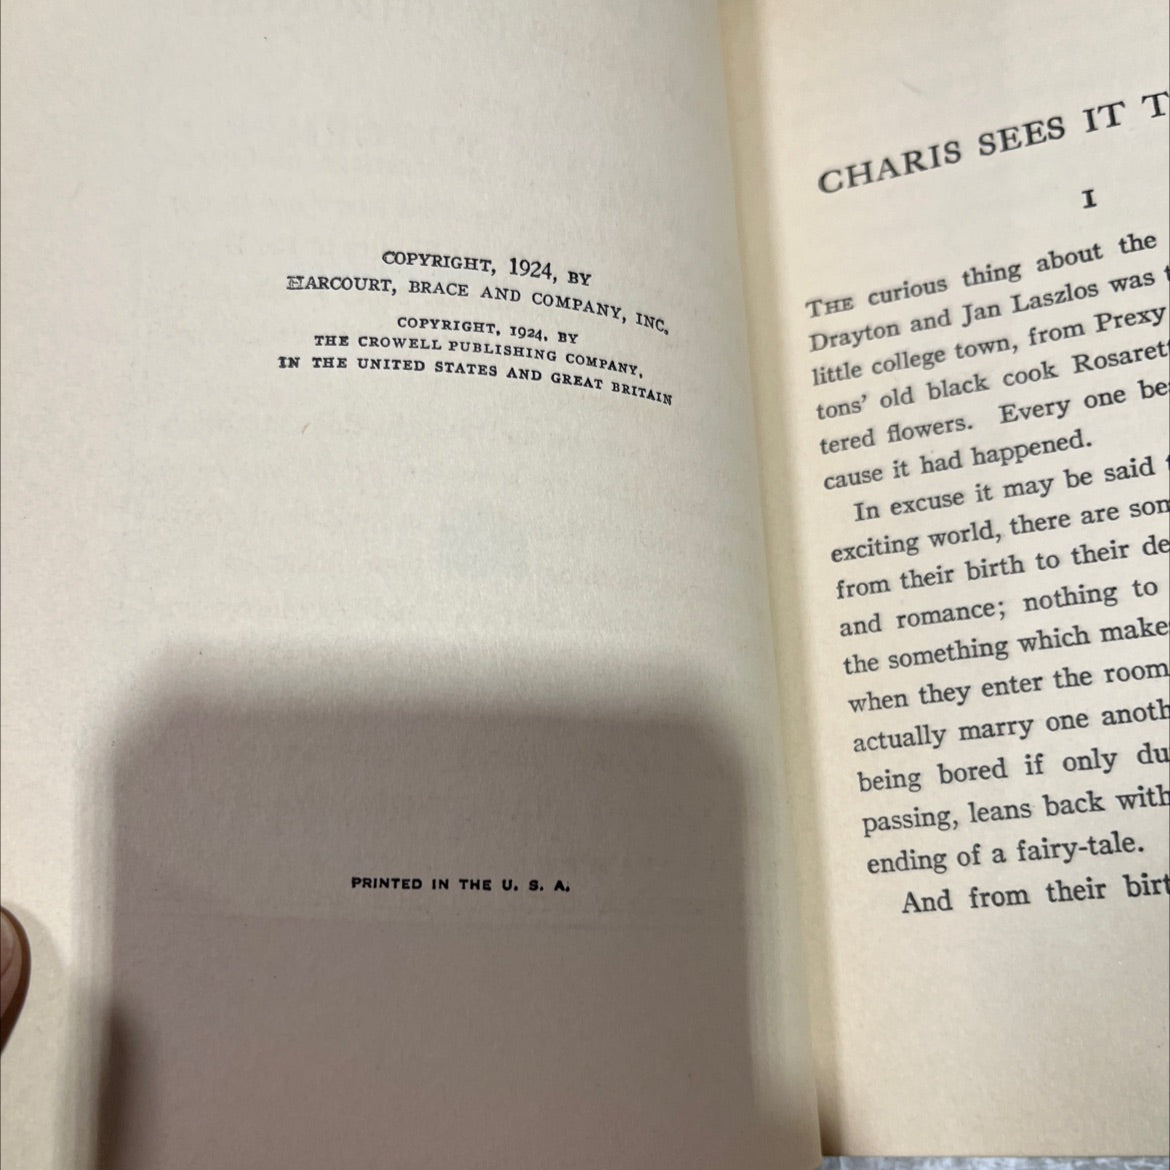 COPYRIGHT, 1924, BY
HARCOURT, BRACE AND COMPANY, INC.
COPYRIGHT, 1924, BY
THE CROWELL PUBLISHING COMPANY,
IN THE UNITED STATES AND GREAT BRITAIN
PRINTED IN THE U. S. A.
CHARIS SEES IT T
I
THE curious thing about the
Drayton and Jan Laszlos was t
little college town, from Prexy
tons' old black cook Rosarett
tered flowers. Every one be
cause it had happened.
In excuse it may be said t
exciting world, there are som
from their birth to their de
and romance; nothing to
the something which make
when they enter the room
actually marry one anoth
being bored if only du
passing, leans back with
ending of a fairy-tale.
And from their birt